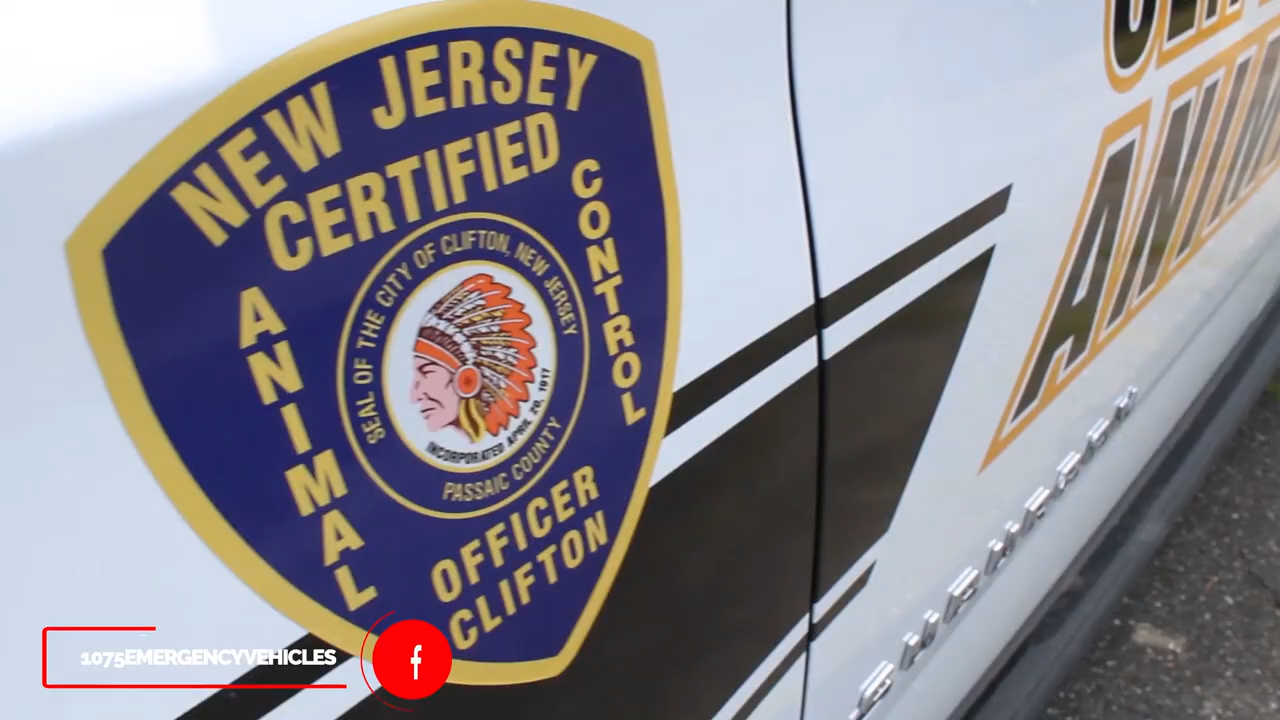 NEW JERSEY
CERTIFIED
ANIMAL
CONTROL
SEAL OF THE CITY OF CLIFTON, NEW JERSEY
INCORPORATED APRIL 26, 1917
PASSAIC COUNTY
OFFICER
CLIFTON
ANIM
1075EMERGENCYVEHICLES
f